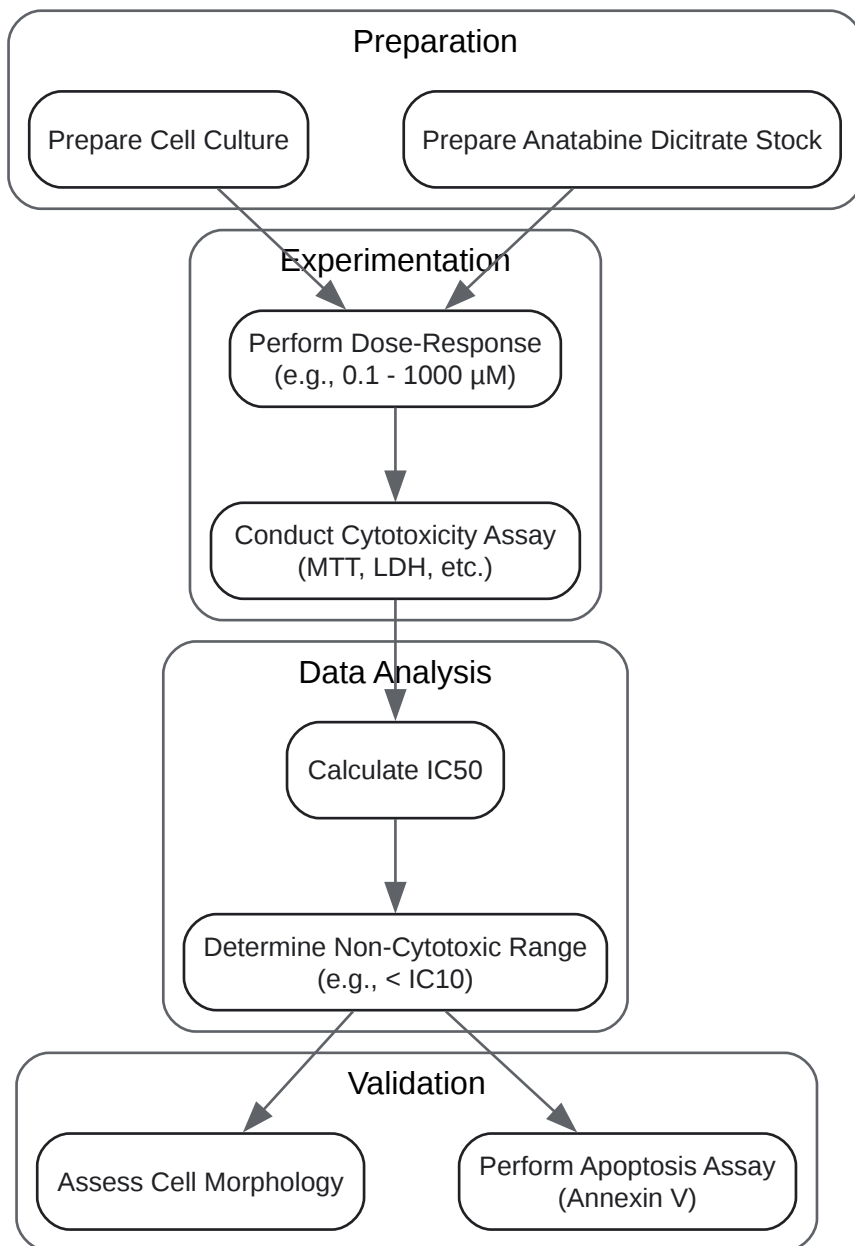 Preparation
Prepare Cell Culture
Prepare Anatabine Dicitrate Stock
Experimentation
Perform Dose-Response
(e.g., 0.1 - 1000 µM)
Conduct Cytotoxicity Assay
(MTT, LDH, etc.)
Data Analysis
Calculate IC50
Determine Non-Cytotoxic Range
(e.g., < IC10)
Validation
Assess Cell Morphology
Perform Apoptosis Assay
(Annexin V)